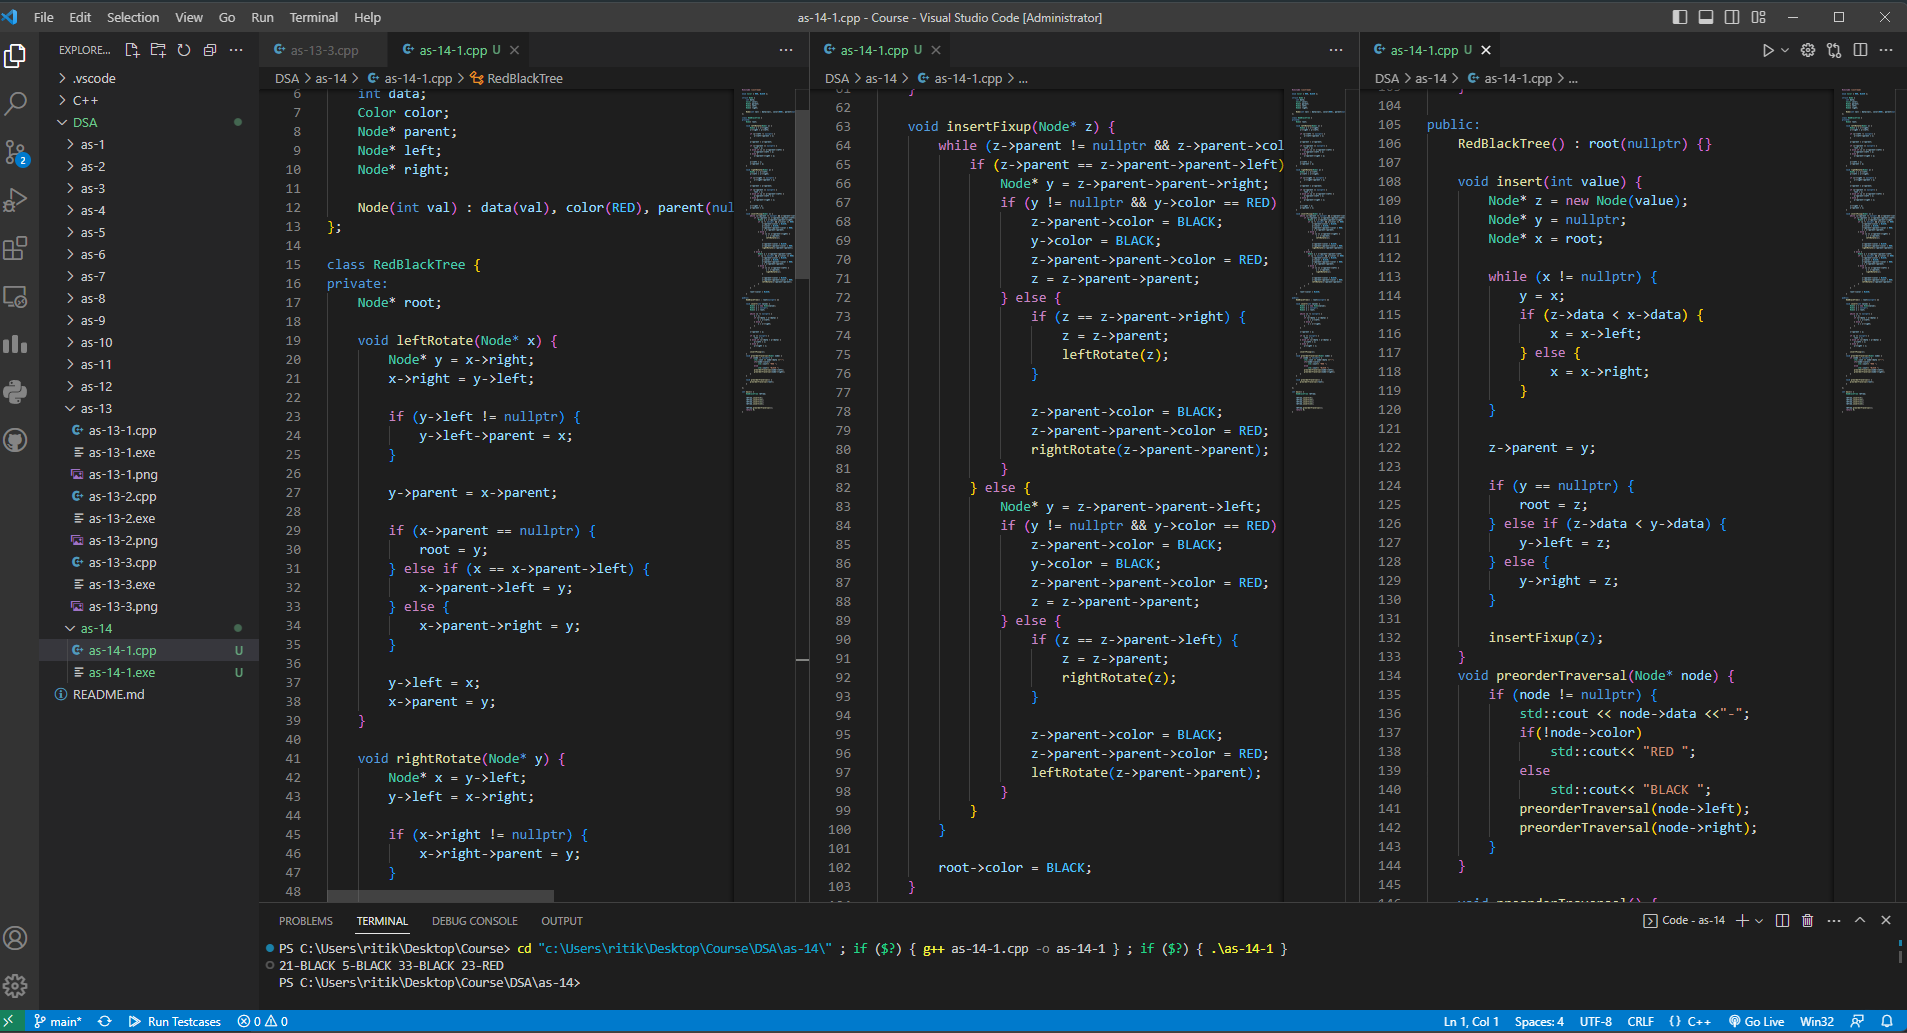 File Edit Selection View Go Run Terminal Help
as-14-1.cpp - Course - Visual Studio Code [Administrator]
EXPLORE...
.vscode
C++
DSA
as-1
as-2
as-3
as-4
as-5
as-6
as-7
as-8
as-9
as-10
as-11
as-12
as-13
as-13-1.cpp
as-13-1.exe
as-13-1.png
as-13-2.cpp
as-13-2.exe
as-13-2.png
as-13-3.cpp
as-13-3.exe
as-13-3.png
as-14
as-14-1.cpp U
as-14-1.exe U
README.md
2
as-13-3.cpp
as-14-1.cpp U
DSA > as-14 > as-14-1.cpp > RedBlackTree
6 int data;
7 Color color;
8 Node* parent;
9 Node* left;
10 Node* right;
11
12 Node(int val) : data(val), color(RED), parent(nul
13 };
14
15 class RedBlackTree {
16 private:
17 Node* root;
18
19 void leftRotate(Node* x) {
20 Node* y = x->right;
21 x->right = y->left;
22
23 if (y->left != nullptr) {
24 y->left->parent = x;
25 }
26
27 y->parent = x->parent;
28
29 if (x->parent == nullptr) {
30 root = y;
31 } else if (x == x->parent->left) {
32 x->parent->left = y;
33 } else {
34 x->parent->right = y;
35 }
36
37 y->left = x;
38 x->parent = y;
39 }
40
41 void rightRotate(Node* y) {
42 Node* x = y->left;
43 y->left = x->right;
44
45 if (x->right != nullptr) {
46 x->right->parent = y;
47 }
48
as-14-1.cpp U
DSA > as-14 > as-14-1.cpp > ...
61 }
62
63 void insertFixup(Node* z) {
64 while (z->parent != nullptr && z->parent->col
65 if (z->parent == z->parent->parent->left)
66 Node* y = z->parent->parent->right;
67 if (y != nullptr && y->color == RED)
68 z->parent->color = BLACK;
69 y->color = BLACK;
70 z->parent->parent->color = RED;
71 z = z->parent->parent;
72 } else {
73 if (z == z->parent->right) {
74 z = z->parent;
75 leftRotate(z);
76 }
77
78 z->parent->color = BLACK;
79 z->parent->parent->color = RED;
80 rightRotate(z->parent->parent);
81 }
82 } else {
83 Node* y = z->parent->parent->left;
84 if (y != nullptr && y->color == RED)
85 z->parent->color = BLACK;
86 y->color = BLACK;
87 z->parent->parent->color = RED;
88 z = z->parent->parent;
89 } else {
90 if (z == z->parent->left) {
91 z = z->parent;
92 rightRotate(z);
93 }
94
95 z->parent->color = BLACK;
96 z->parent->parent->color = RED;
97 leftRotate(z->parent->parent);
98 }
99 }
100 }
101
102 root->color = BLACK;
103 }
as-14-1.cpp U
DSA > as-14 > as-14-1.cpp > ...
104
105 public:
106 RedBlackTree() : root(nullptr) {}
107
108 void insert(int value) {
109 Node* z = new Node(value);
110 Node* y = nullptr;
111 Node* x = root;
112
113 while (x != nullptr) {
114 y = x;
115 if (z->data < x->data) {
116 x = x->left;
117 } else {
118 x = x->right;
119 }
120 }
121
122 z->parent = y;
123
124 if (y == nullptr) {
125 root = z;
126 } else if (z->data < y->data) {
127 y->left = z;
128 } else {
129 y->right = z;
130 }
131
132 insertFixup(z);
133 }
134 void preorderTraversal(Node* node) {
135 if (node != nullptr) {
136 std::cout << node->data <<"-";
137 if(!node->color)
138 std::cout<< "RED ";
139 else
140 std::cout<< "BLACK ";
141 preorderTraversal(node->left);
142 preorderTraversal(node->right);
143 }
144 }
145
146 void preorderTraversal() {
PROBLEMS TERMINAL DEBUG CONSOLE OUTPUT
Code - as-14
PS C:\Users\ritik\Desktop\Course> cd "c:\Users\ritik\Desktop\Course\DSA\as-14\" ; if ($?) { g++ as-14-1.cpp -o as-14-1 } ; if ($?) { .\as-14-1 }
21-BLACK 5-BLACK 33-BLACK 23-RED
PS C:\Users\ritik\Desktop\Course\DSA\as-14>
main* Run Testcases 0 0
Ln 1, Col 1 Spaces: 4 UTF-8 CRLF {} C++ Go Live Win32